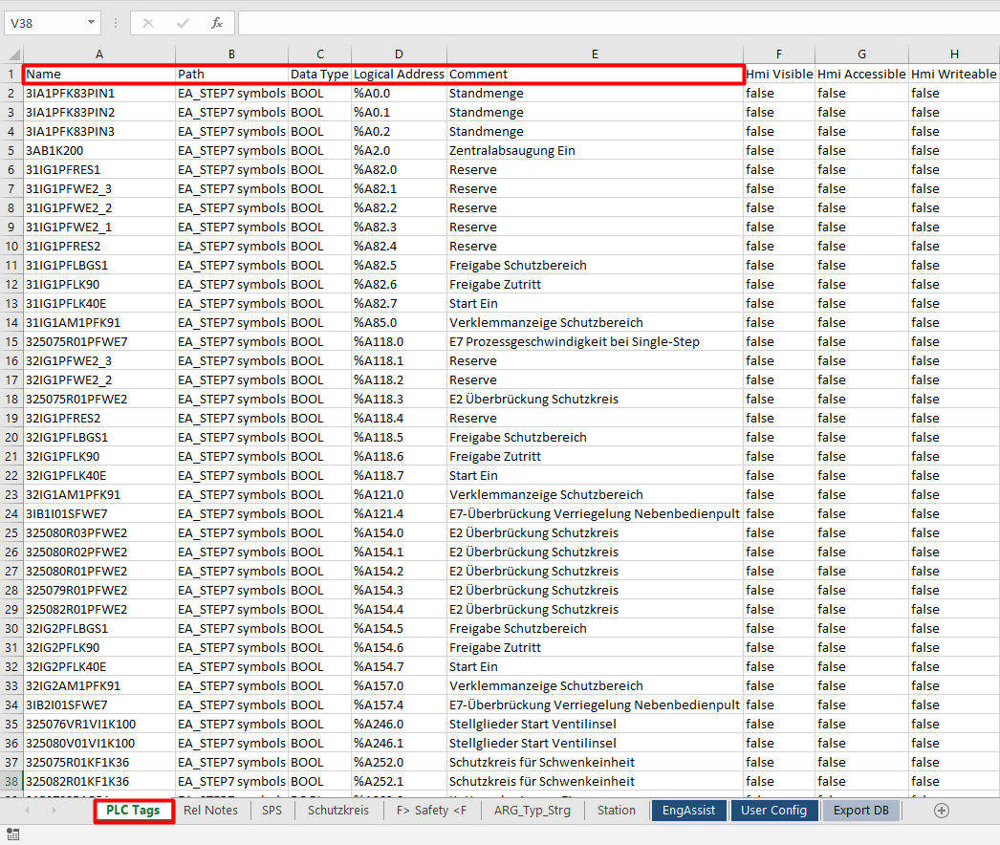 V38
fx
A B C D E F G H
1 Name Path Data Type Logical Address Comment Hmi Visible Hmi Accessible Hmi Writeable
2 3IA1PFK83PIN1 EA_STEP7 symbols BOOL %A0.0 Standmenge false false false
3 3IA1PFK83PIN2 EA_STEP7 symbols BOOL %A0.1 Standmenge false false false
4 3IA1PFK83PIN3 EA_STEP7 symbols BOOL %A0.2 Standmenge false false false
5 3AB1K200 EA_STEP7 symbols BOOL %A2.0 Zentralabsaugung Ein false false false
6 31IG1PFRES1 EA_STEP7 symbols BOOL %A82.0 Reserve false false false
7 31IG1PFWE2_3 EA_STEP7 symbols BOOL %A82.1 Reserve false false false
8 31IG1PFWE2_2 EA_STEP7 symbols BOOL %A82.2 Reserve false false false
9 31IG1PFWE2_1 EA_STEP7 symbols BOOL %A82.3 Reserve false false false
10 31IG1PFRES2 EA_STEP7 symbols BOOL %A82.4 Reserve false false false
11 31IG1PFLBGS1 EA_STEP7 symbols BOOL %A82.5 Freigabe Schutzbereich false false false
12 31IG1PFLK90 EA_STEP7 symbols BOOL %A82.6 Freigabe Zutritt false false false
13 31IG1PFLK40E EA_STEP7 symbols BOOL %A82.7 Start Ein false false false
14 31IG1AM1PFK91 EA_STEP7 symbols BOOL %A85.0 Verklemmanzeige Schutzbereich false false false
15 325075R01PFWE7 EA_STEP7 symbols BOOL %A118.0 E7 Prozessgeschwindigkeit bei Single-Step false false false
16 32IG1PFWE2_3 EA_STEP7 symbols BOOL %A118.1 Reserve false false false
17 32IG1PFWE2_2 EA_STEP7 symbols BOOL %A118.2 Reserve false false false
18 325075R01PFWE2 EA_STEP7 symbols BOOL %A118.3 E2 Überbrückung Schutzkreis false false false
19 32IG1PFRES2 EA_STEP7 symbols BOOL %A118.4 Reserve false false false
20 32IG1PFLBGS1 EA_STEP7 symbols BOOL %A118.5 Freigabe Schutzbereich false false false
21 32IG1PFLK90 EA_STEP7 symbols BOOL %A118.6 Freigabe Zutritt false false false
22 32IG1PFLK40E EA_STEP7 symbols BOOL %A118.7 Start Ein false false false
23 32IG1AM1PFK91 EA_STEP7 symbols BOOL %A121.0 Verklemmanzeige Schutzbereich false false false
24 3IB1I01SFWE7 EA_STEP7 symbols BOOL %A121.4 E7-Überbrückung Verriegelung Nebenbedienpult false false false
25 325080R03PFWE2 EA_STEP7 symbols BOOL %A154.0 E2 Überbrückung Schutzkreis false false false
26 325080R02PFWE2 EA_STEP7 symbols BOOL %A154.1 E2 Überbrückung Schutzkreis false false false
27 325080R01PFWE2 EA_STEP7 symbols BOOL %A154.2 E2 Überbrückung Schutzkreis false false false
28 325079R01PFWE2 EA_STEP7 symbols BOOL %A154.3 E2 Überbrückung Schutzkreis false false false
29 325082R01PFWE2 EA_STEP7 symbols BOOL %A154.4 E2 Überbrückung Schutzkreis false false false
30 32IG2PFLBGS1 EA_STEP7 symbols BOOL %A154.5 Freigabe Schutzbereich false false false
31 32IG2PFLK90 EA_STEP7 symbols BOOL %A154.6 Freigabe Zutritt false false false
32 32IG2PFLK40E EA_STEP7 symbols BOOL %A154.7 Start Ein false false false
33 32IG2AM1PFK91 EA_STEP7 symbols BOOL %A157.0 Verklemmanzeige Schutzbereich false false false
34 3IB2I01SFWE7 EA_STEP7 symbols BOOL %A157.4 E7-Überbrückung Verriegelung Nebenbedienpult false false false
35 325076VR1VI1K100 EA_STEP7 symbols BOOL %A246.0 Stellglieder Start Ventilinsel false false false
36 325080V01VI1K100 EA_STEP7 symbols BOOL %A246.1 Stellglieder Start Ventilinsel false false false
37 325075R01KF1K36 EA_STEP7 symbols BOOL %A252.0 Schutzkreis für Schwenkeinheit false false false
38 325082R01KF1K36 EA_STEP7 symbols BOOL %A252.1 Schutzkreis für Schwenkeinheit false false false
PLC Tags Rel Notes SPS Schutzkreis F> Safety <F ARG_Typ_Strg Station EngAssist User Config Export DB